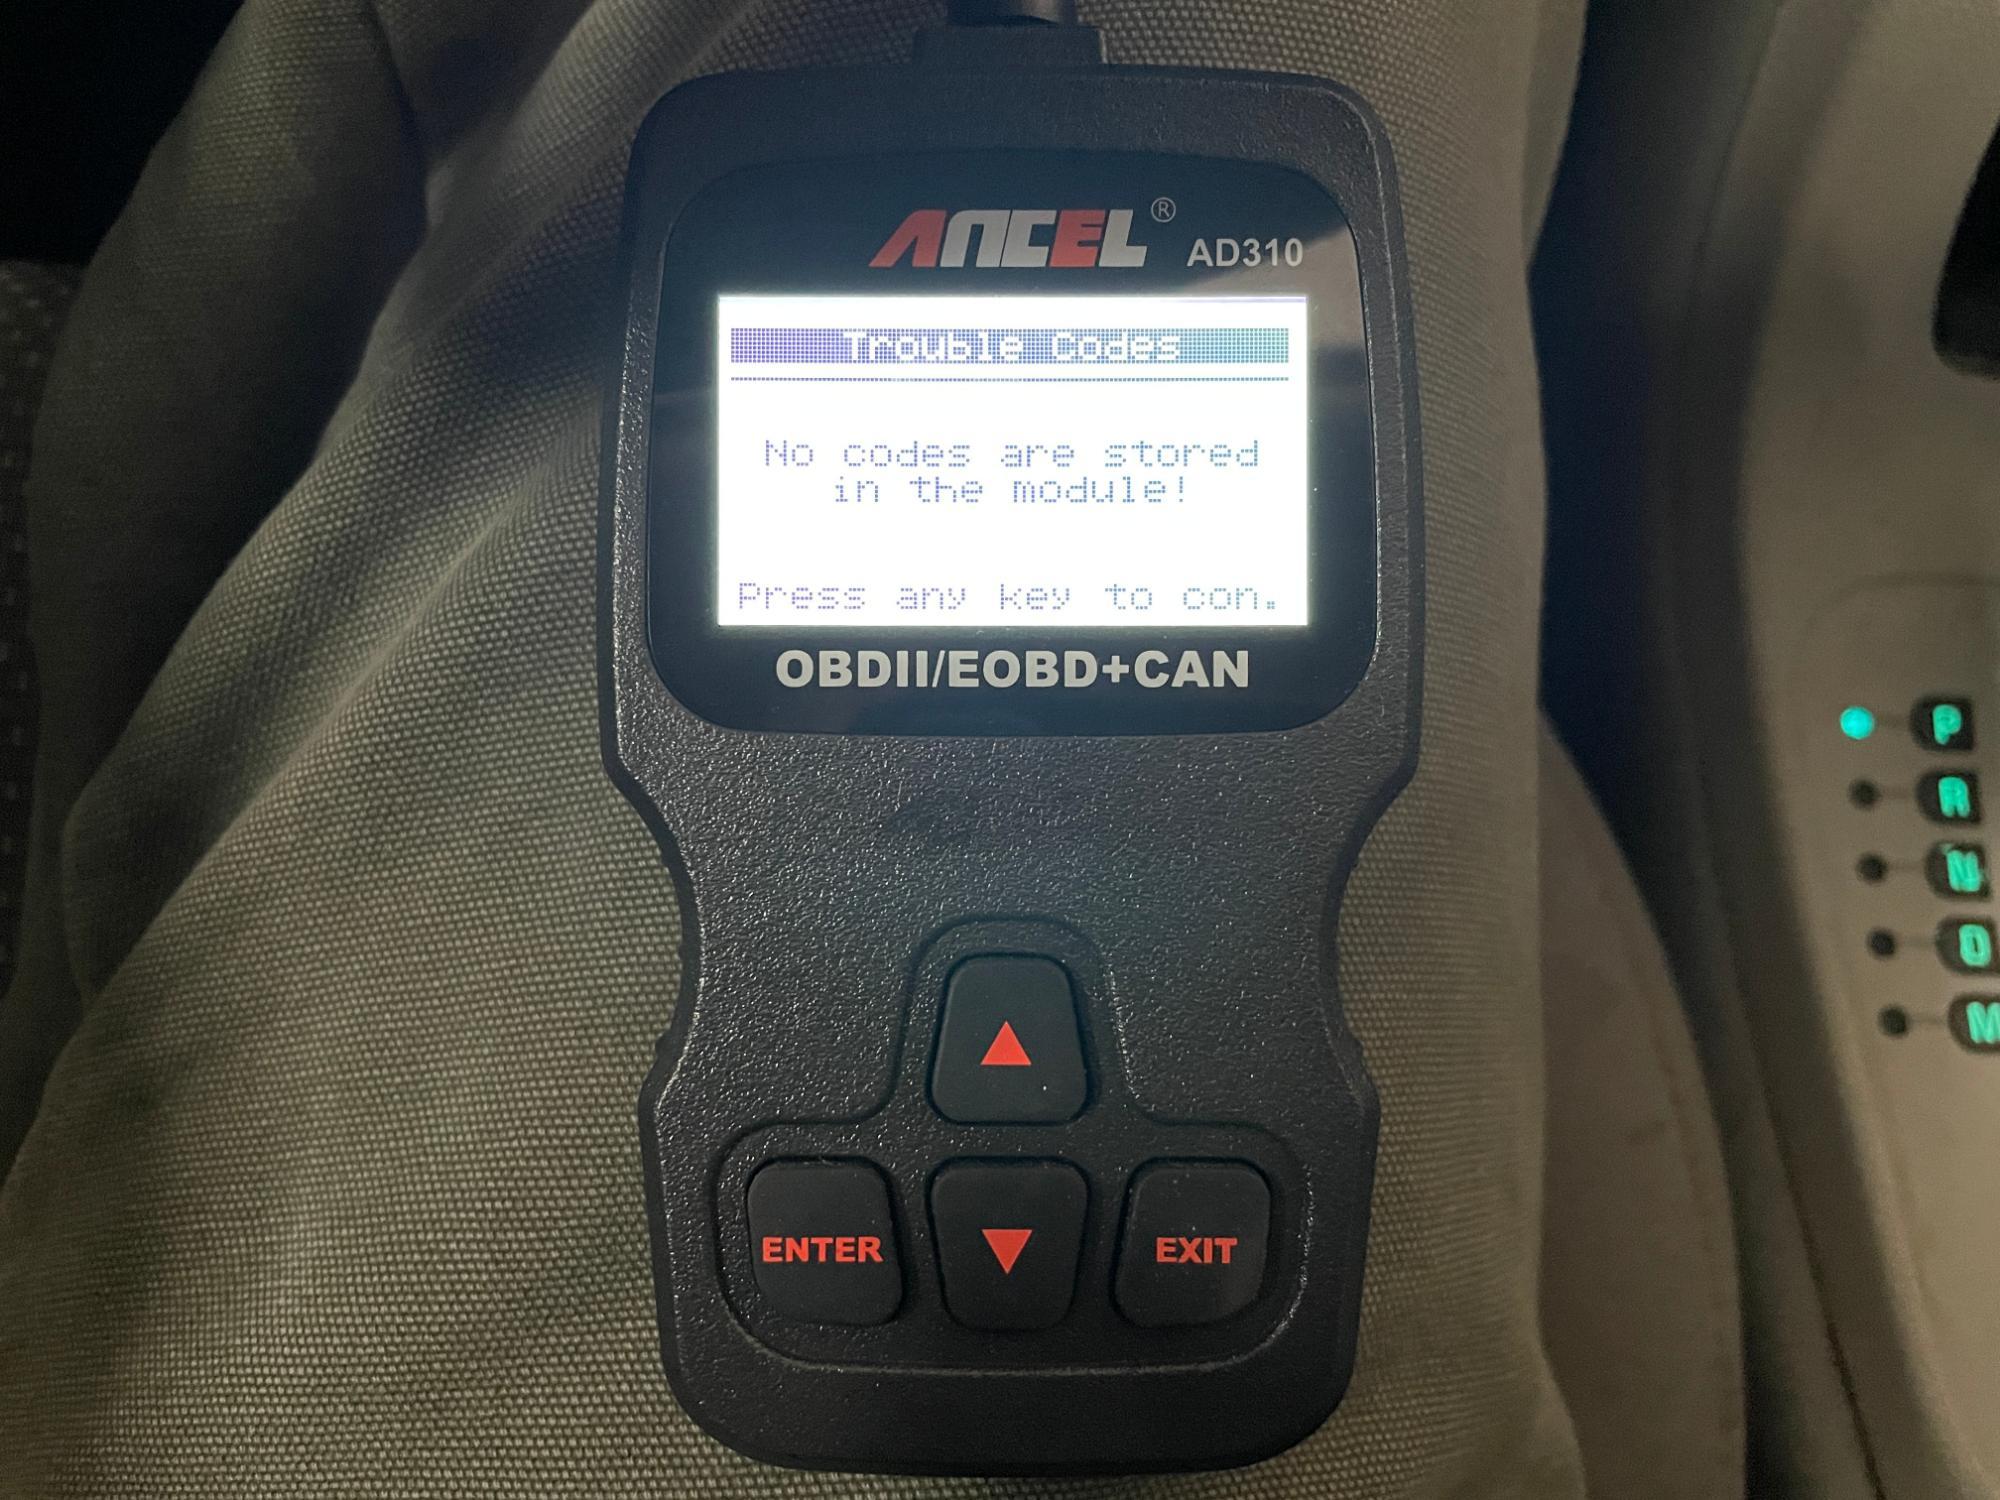 ANCEL®
AD310
Trouble Codes
No codes are stored
in the module!
Press any key to con.
OBDII/EOBD+CAN
ENTER
EXIT
P
R
N
D
M